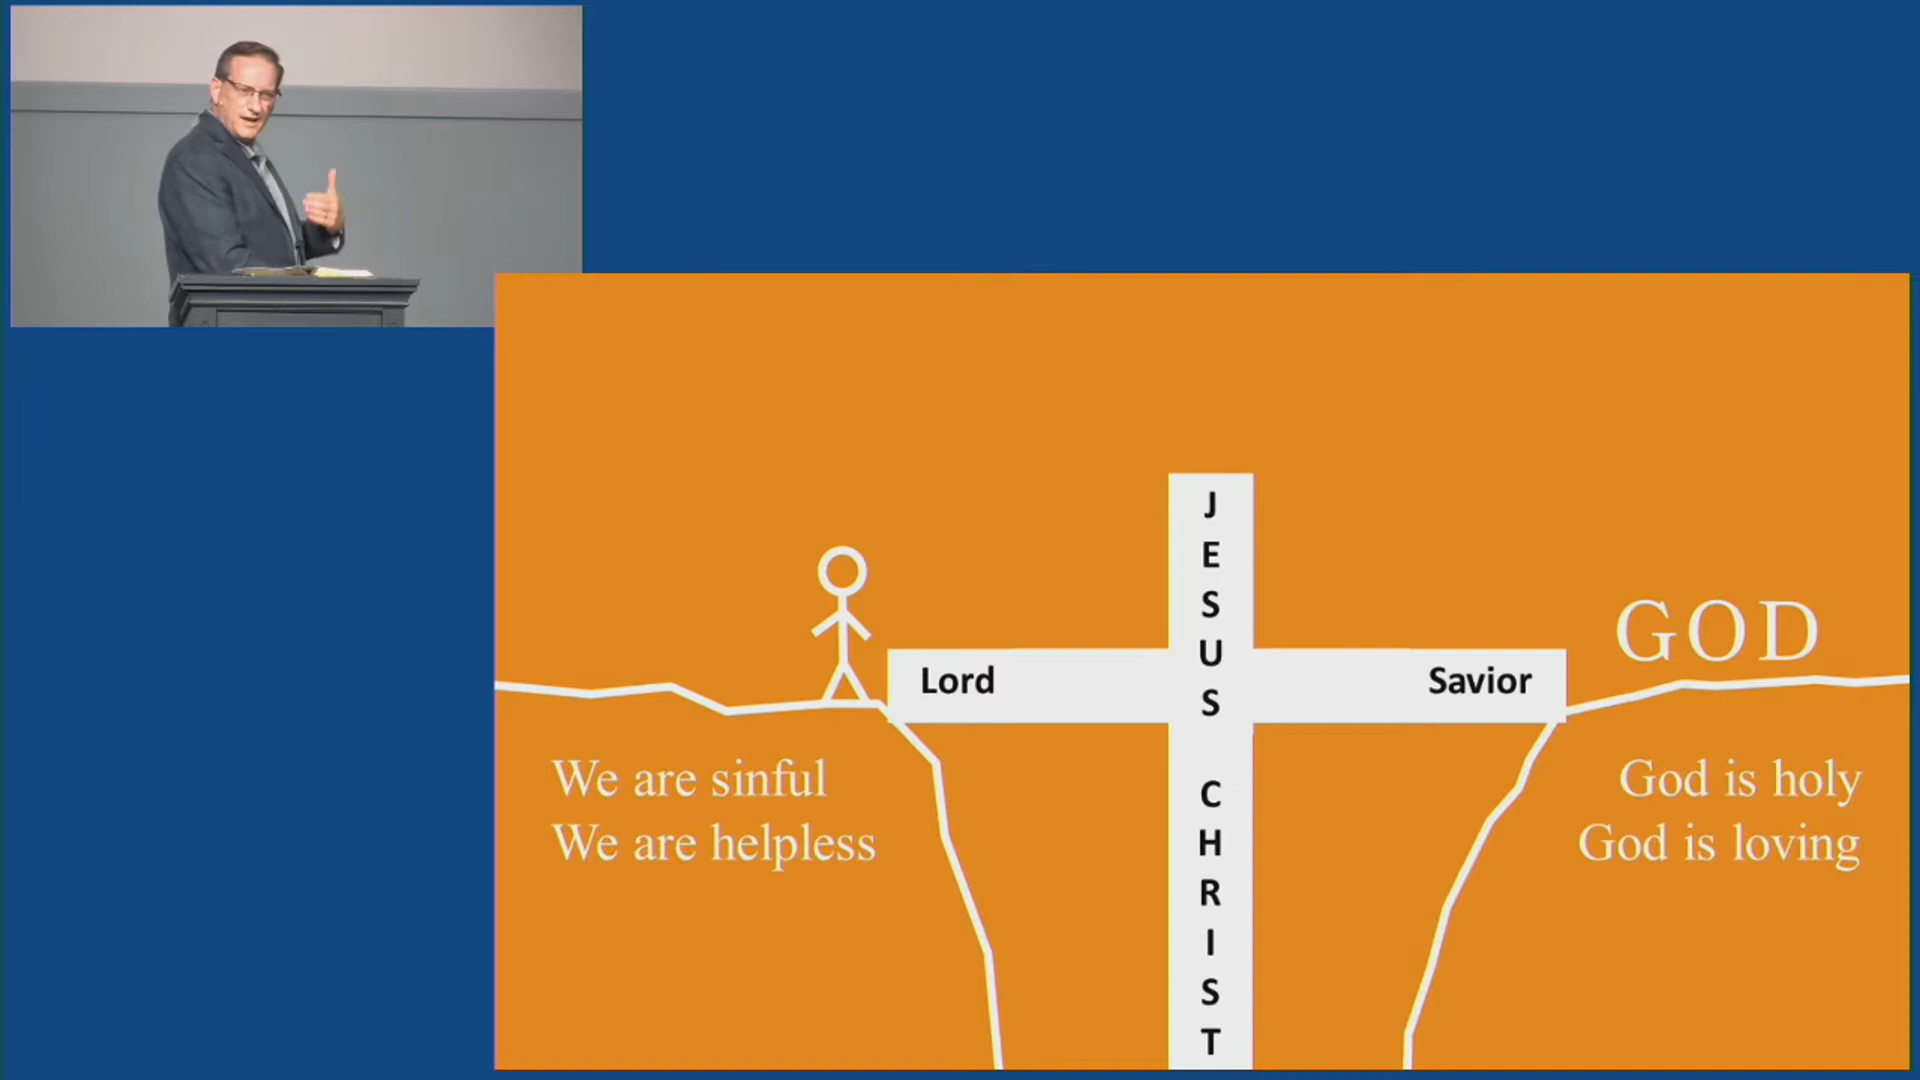 JESUS CHRIST
Lord
Savior
GOD
We are sinful
We are helpless
God is holy
God is loving